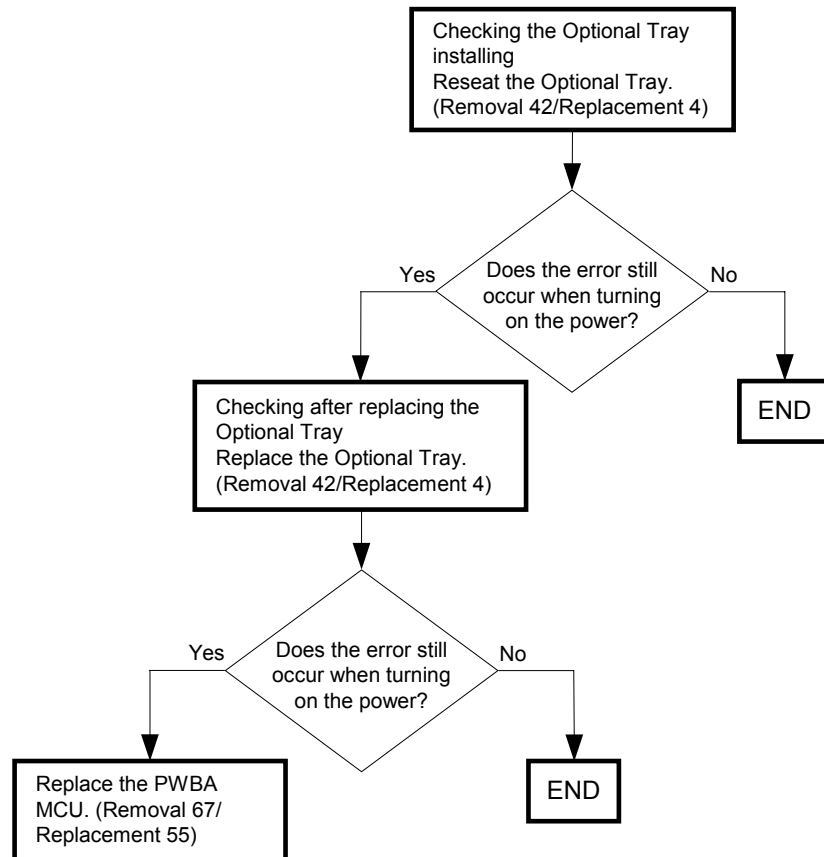 Checking the Optional Tray
installing
Reseat the Optional Tray.
(Removal 42/Replacement 4)
Yes
Does the error still
occur when turning
on the power?
No
Checking after replacing the
Optional Tray
Replace the Optional Tray.
(Removal 42/Replacement 4)
END
Yes
Does the error still
occur when turning
on the power?
No
Replace the PWBA
MCU. (Removal 67/
Replacement 55)
END